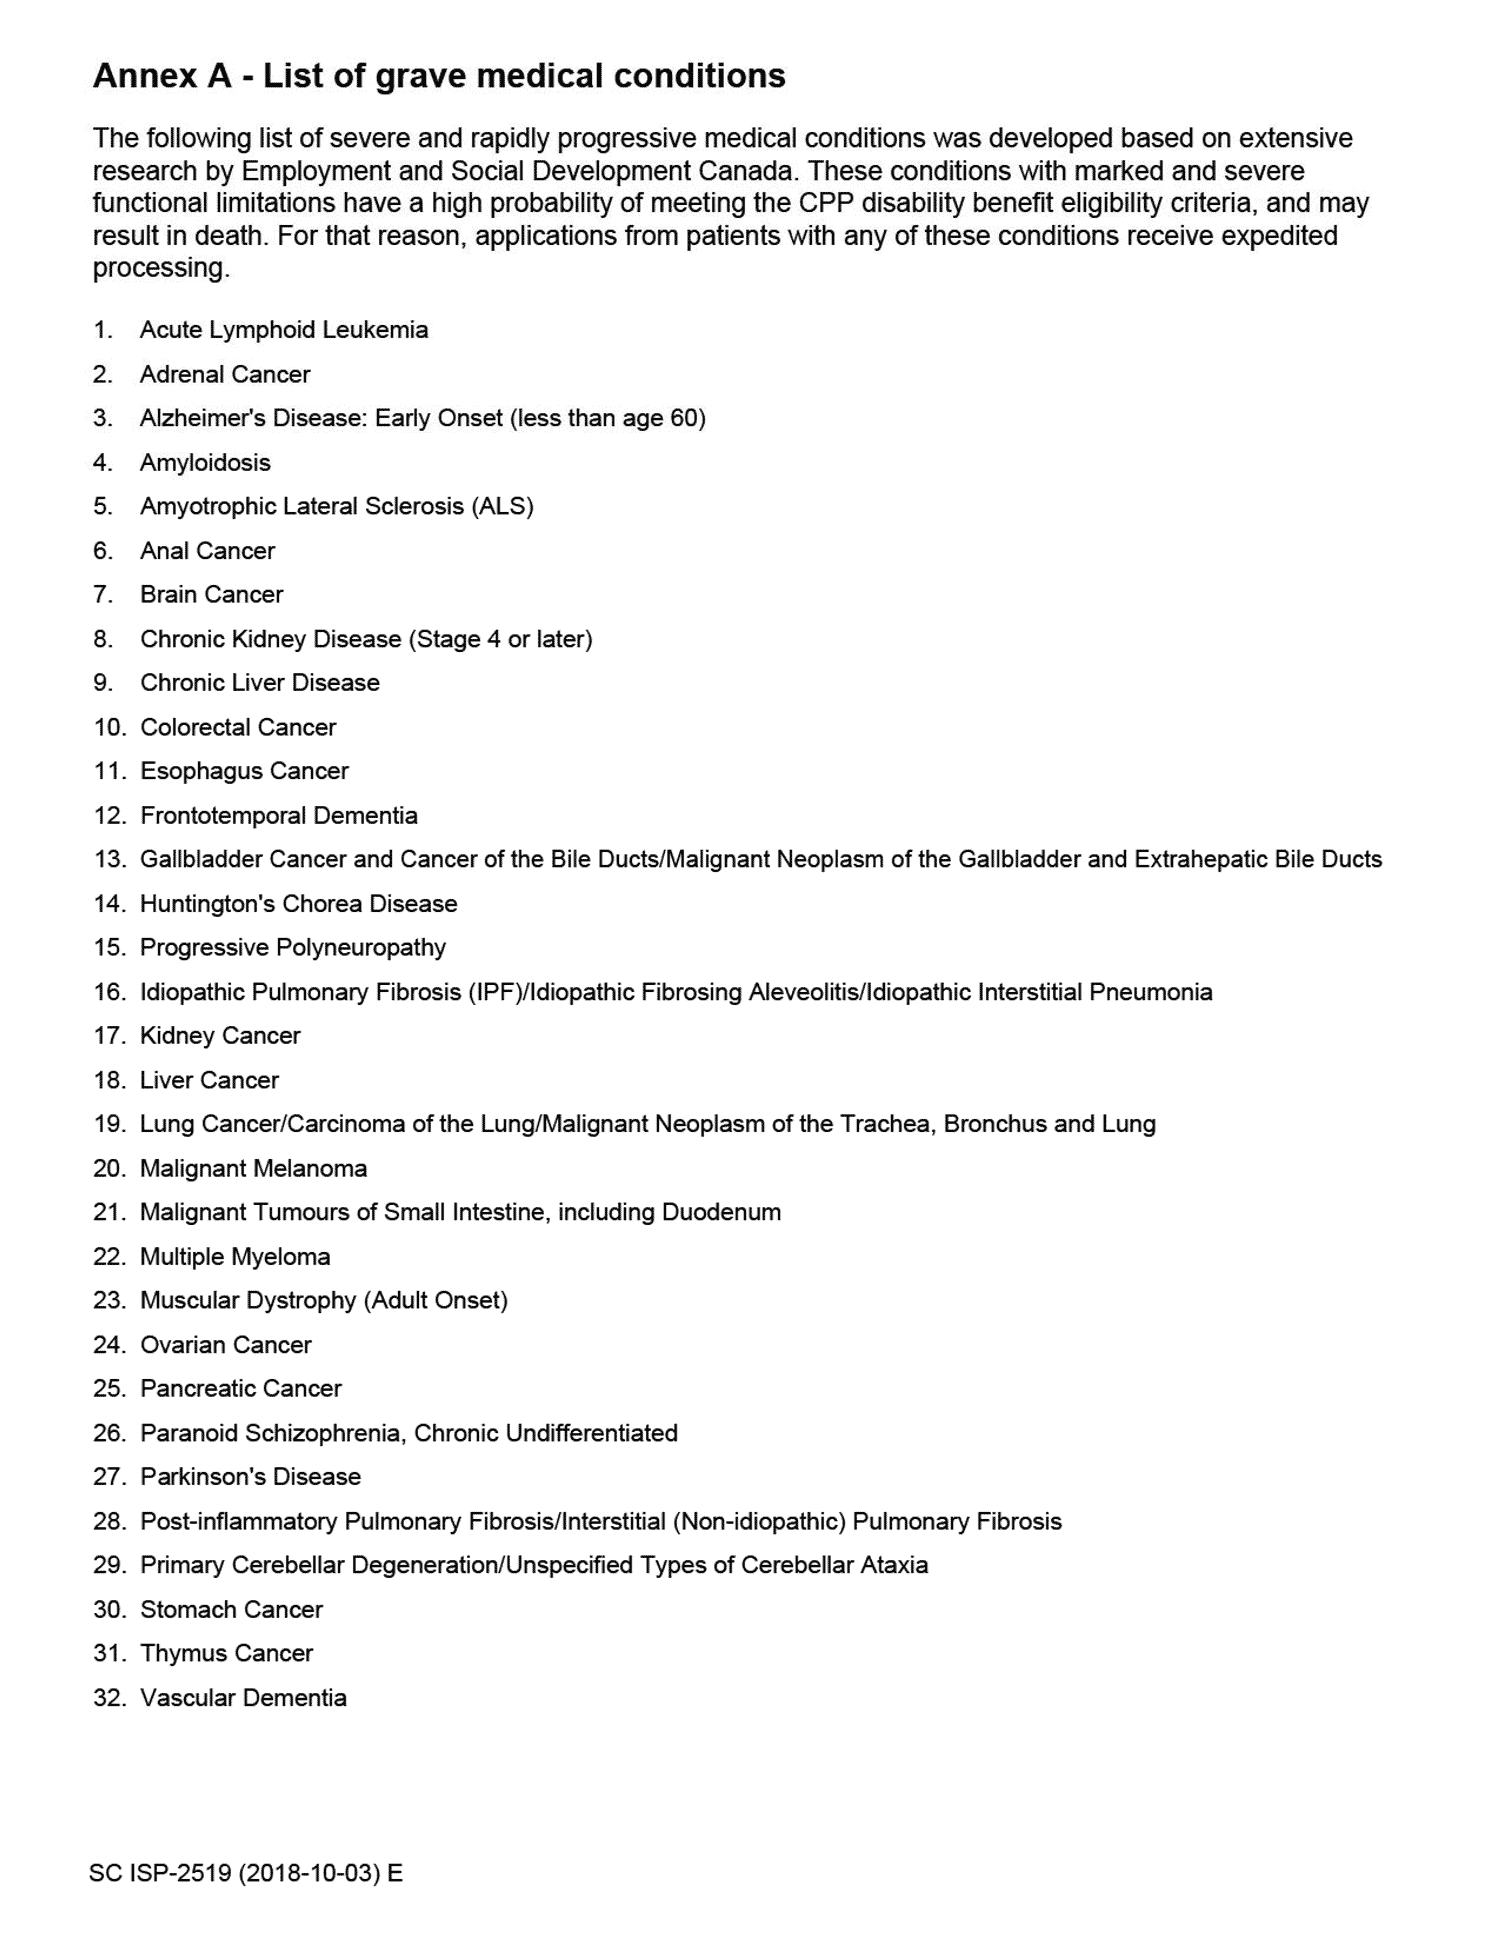 Annex A - List of grave medical conditions
The following list of severe and rapidly progressive medical conditions was developed based on extensive
research by Employment and Social Development Canada. These conditions with marked and severe
functional limitations have a high probability of meeting the CPP disability benefit eligibility criteria, and may
result in death. For that reason, applications from patients with any of these conditions receive expedited
processing.
1. Acute Lymphoid Leukemia
2. Adrenal Cancer
3. Alzheimer's Disease: Early Onset (less than age 60)
4. Amyloidosis
5. Amyotrophic Lateral Sclerosis (ALS)
6. Anal Cancer
7. Brain Cancer
8. Chronic Kidney Disease (Stage 4 or later)
9. Chronic Liver Disease
10. Colorectal Cancer
11. Esophagus Cancer
12. Frontotemporal Dementia
13. Gallbladder Cancer and Cancer of the Bile Ducts/Malignant Neoplasm of the Gallbladder and Extrahepatic Bile Ducts
14. Huntington's Chorea Disease
15. Progressive Polyneuropathy
16. Idiopathic Pulmonary Fibrosis (IPF)/Idiopathic Fibrosing Aleveolitis/Idiopathic Interstitial Pneumonia
17. Kidney Cancer
18. Liver Cancer
19. Lung Cancer/Carcinoma of the Lung/Malignant Neoplasm of the Trachea, Bronchus and Lung
20. Malignant Melanoma
21. Malignant Tumours of Small Intestine, including Duodenum
22. Multiple Myeloma
23. Muscular Dystrophy (Adult Onset)
24. Ovarian Cancer
25. Pancreatic Cancer
26. Paranoid Schizophrenia, Chronic Undifferentiated
27. Parkinson's Disease
28. Post-inflammatory Pulmonary Fibrosis/Interstitial (Non-idiopathic) Pulmonary Fibrosis
29. Primary Cerebellar Degeneration/Unspecified Types of Cerebellar Ataxia
30. Stomach Cancer
31. Thymus Cancer
32. Vascular Dementia
SC ISP-2519 (2018-10-03) E